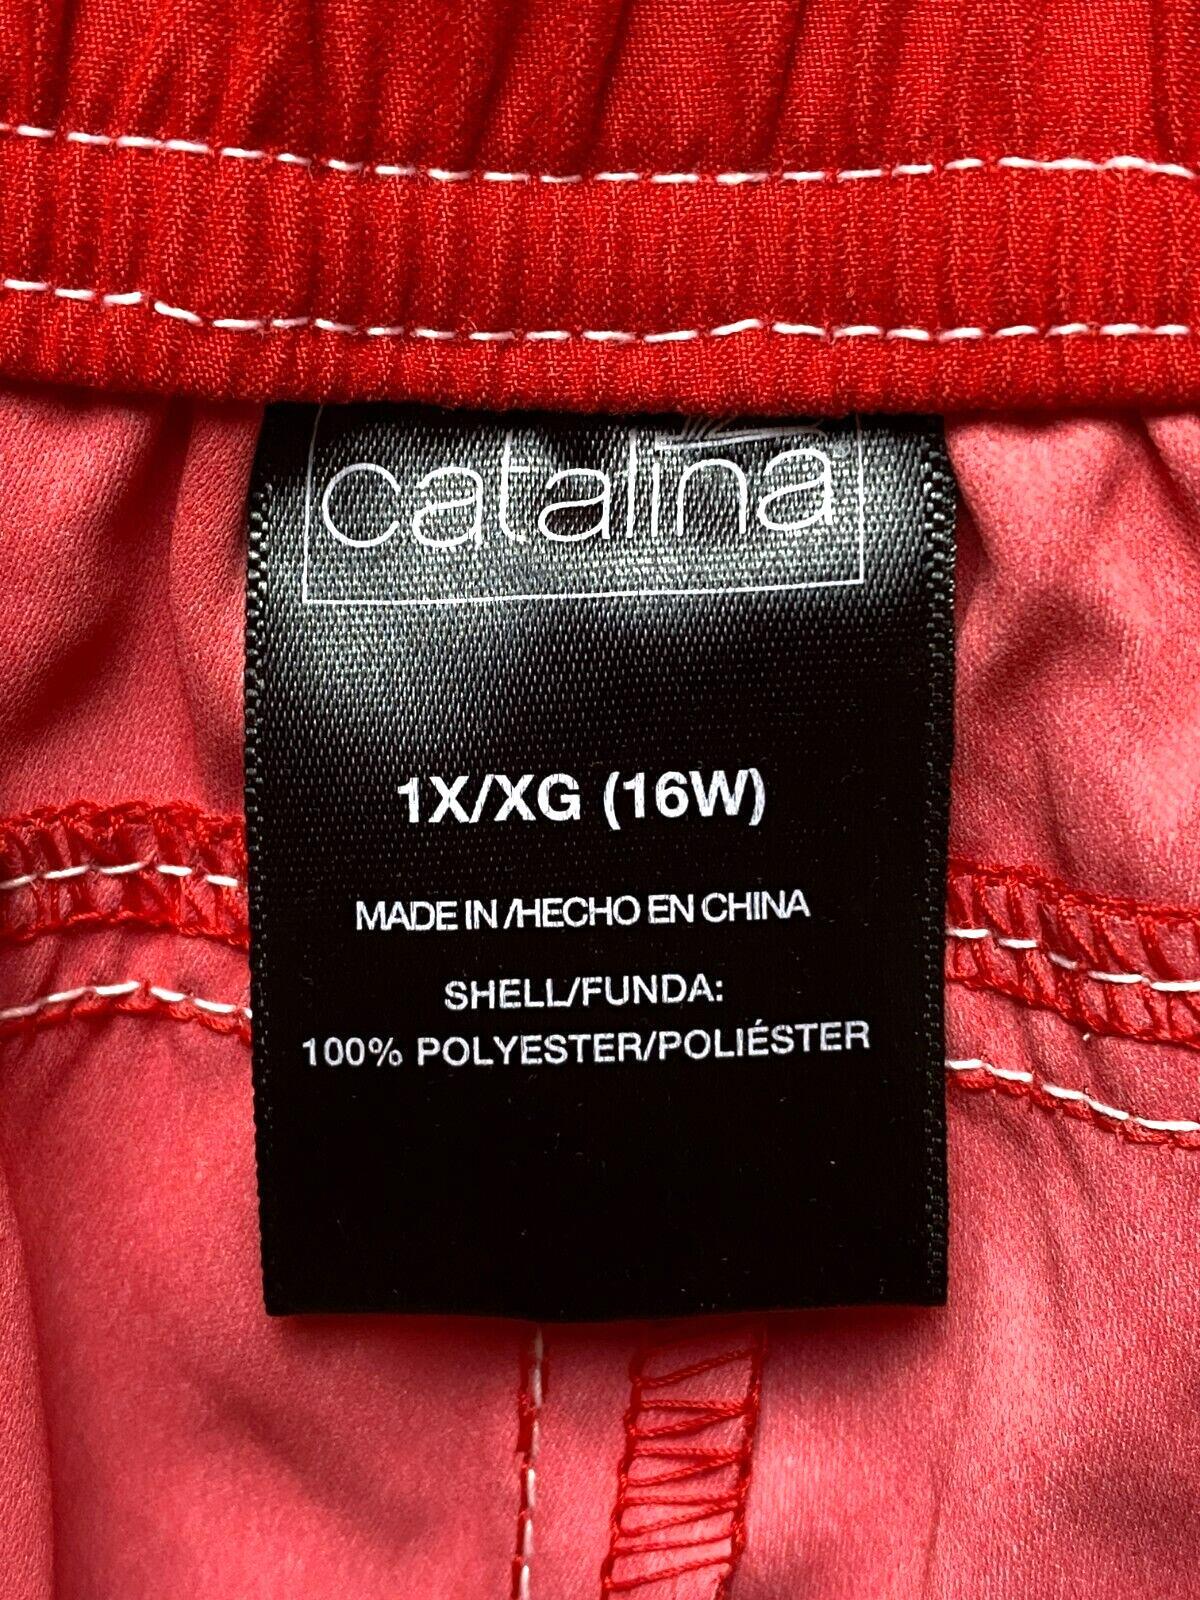 catalina®
1X/XG (16W)
MADE IN/HECHO EN CHINA
SHELL/FUNDA:
100% POLYESTER/POLIÉSTER